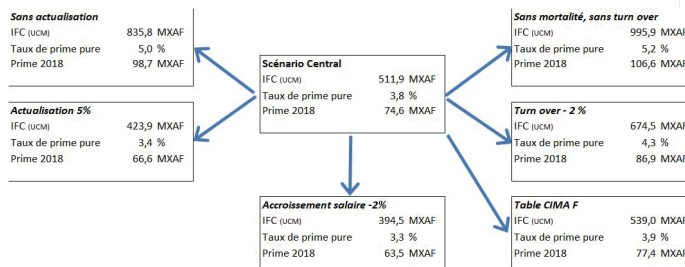 Sans actualisation
IFC (UCM) 835,8 MXAF
Taux de prime pure 5,0 %
Prime 2018 98,7 MXAF
Actualisation 5%
IFC (UCM) 423,9 MXAF
Taux de prime pure 3,4 %
Prime 2018 66,6 MXAF
Scénario Central
IFC (UCM) 511,9 MXAF
Taux de prime pure 3,8 %
Prime 2018 74,6 MXAF
Accroissement salaire -2%
IFC (UCM) 394,5 MXAF
Taux de prime pure 3,3 %
Prime 2018 63,5 MXAF
Sans mortalité, sans turn over
IFC (UCM) 995,9 MXAF
Taux de prime pure 5,2 %
Prime 2018 106,6 MXAF
Turn over - 2 %
IFC (UCM) 674,5 MXAF
Taux de prime pure 4,3 %
Prime 2018 86,9 MXAF
Table CIMA F
IFC (UCM) 539,0 MXAF
Taux de prime pure 3,9 %
Prime 2018 77,4 MXAF